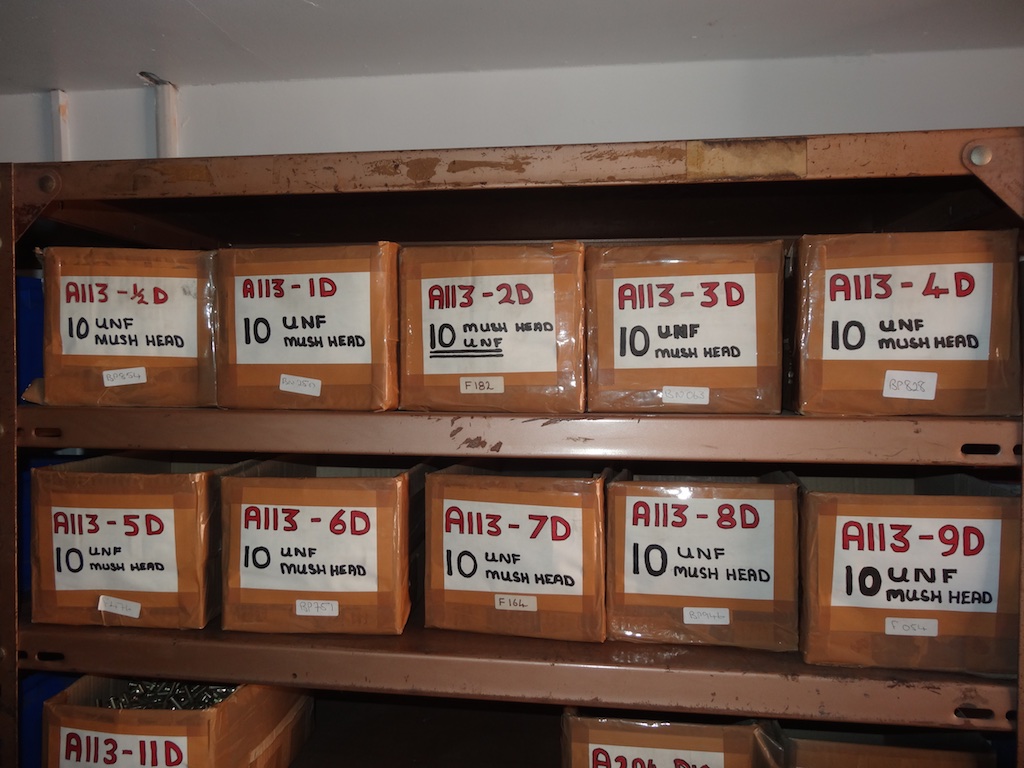 A113-½D
10 UNF
MUSH HEAD
BP854
A113-1D
10 UNF
MUSH HEAD
A113-2D
10 MUSH HEAD
UNF
F182
A113-3D
10 UNF
MUSH HEAD
A113-4D
10 UNF
MUSH HEAD
BP828
A113-5D
10 UNF
MUSH HEAD
A113-6D
10 UNF
MUSH HEAD
BP757
A113-7D
10 UNF
MUSH HEAD
F164
A113-8D
10 UNF
MUSH HEAD
BP946
A113-9D
10 UNF
MUSH HEAD
A113-11D